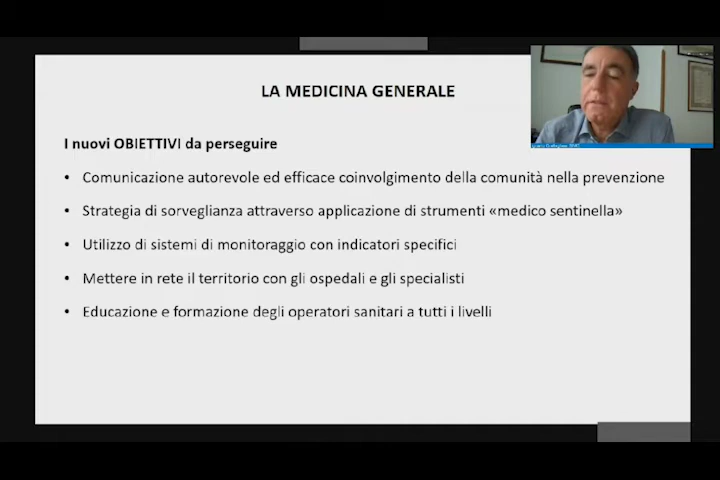 LA MEDICINA GENERALE
I nuovi OBIETTIVI da perseguire
• Comunicazione autorevole ed efficace coinvolgimento della comunità nella prevenzione
• Strategia di sorveglianza attraverso applicazione di strumenti «medico sentinella»
• Utilizzo di sistemi di monitoraggio con indicatori specifici
• Mettere in rete il territorio con gli ospedali e gli specialisti
• Educazione e formazione degli operatori sanitari a tutti i livelli